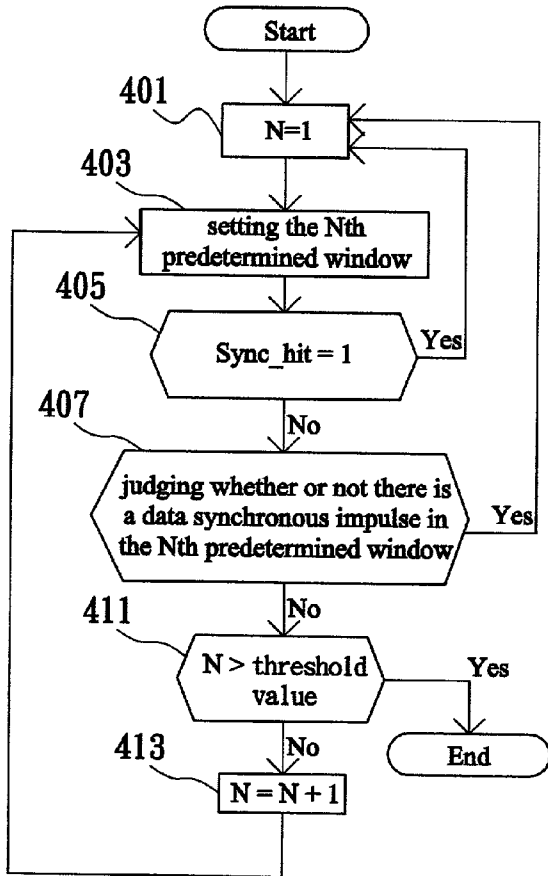 Start
401
N=1
403
setting the Nth
predetermined window
405
Sync_hit = 1
Yes
No
407
judging whether or not there is
a data synchronous impulse in
the Nth predetermined window
Yes
No
411
N > threshold
value
Yes
No
End
413
N = N + 1